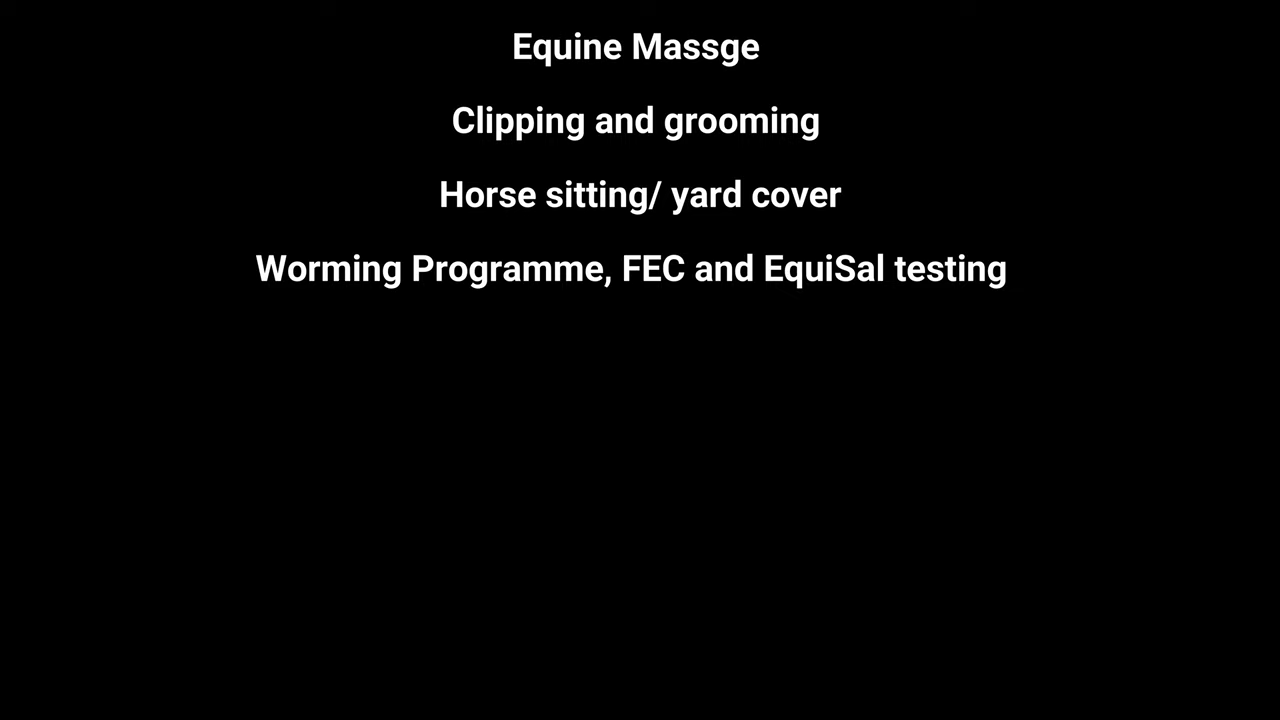 Equine Massge
Clipping and grooming
Horse sitting/ yard cover
Worming Programme, FEC and EquiSal testing